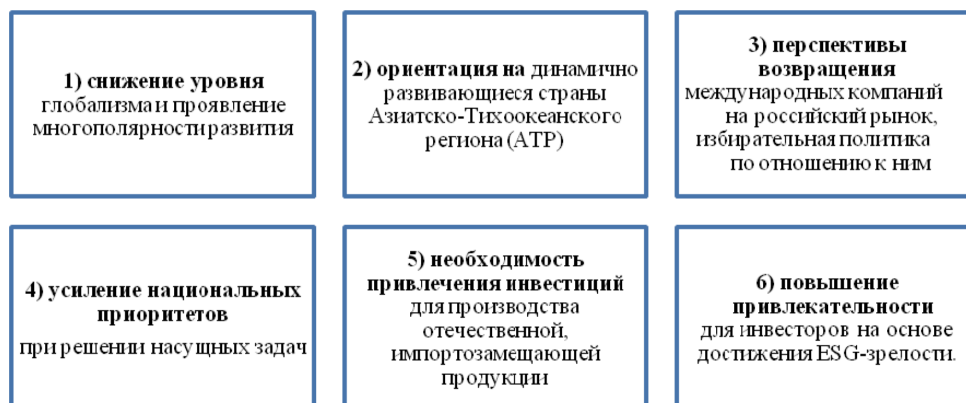 1) снижение уровня
глобализма и проявление
многополярности развития
2) ориентация на динамично
развивающиеся страны
Азиатско-Тихоокеанского
региона (АТР)
3) перспективы
возвращения
международных компаний
на российский рынок,
избирательная политика
по отношению к ним
4) усиление национальных
приоритетов
при решении насущных задач
5) необходимость
привлечения инвестиций
для производства
отечественной,
импортозамещающей
продукции
6) повышение
привлекательности
для инвесторов на основе
достижения ESG-зрелости.